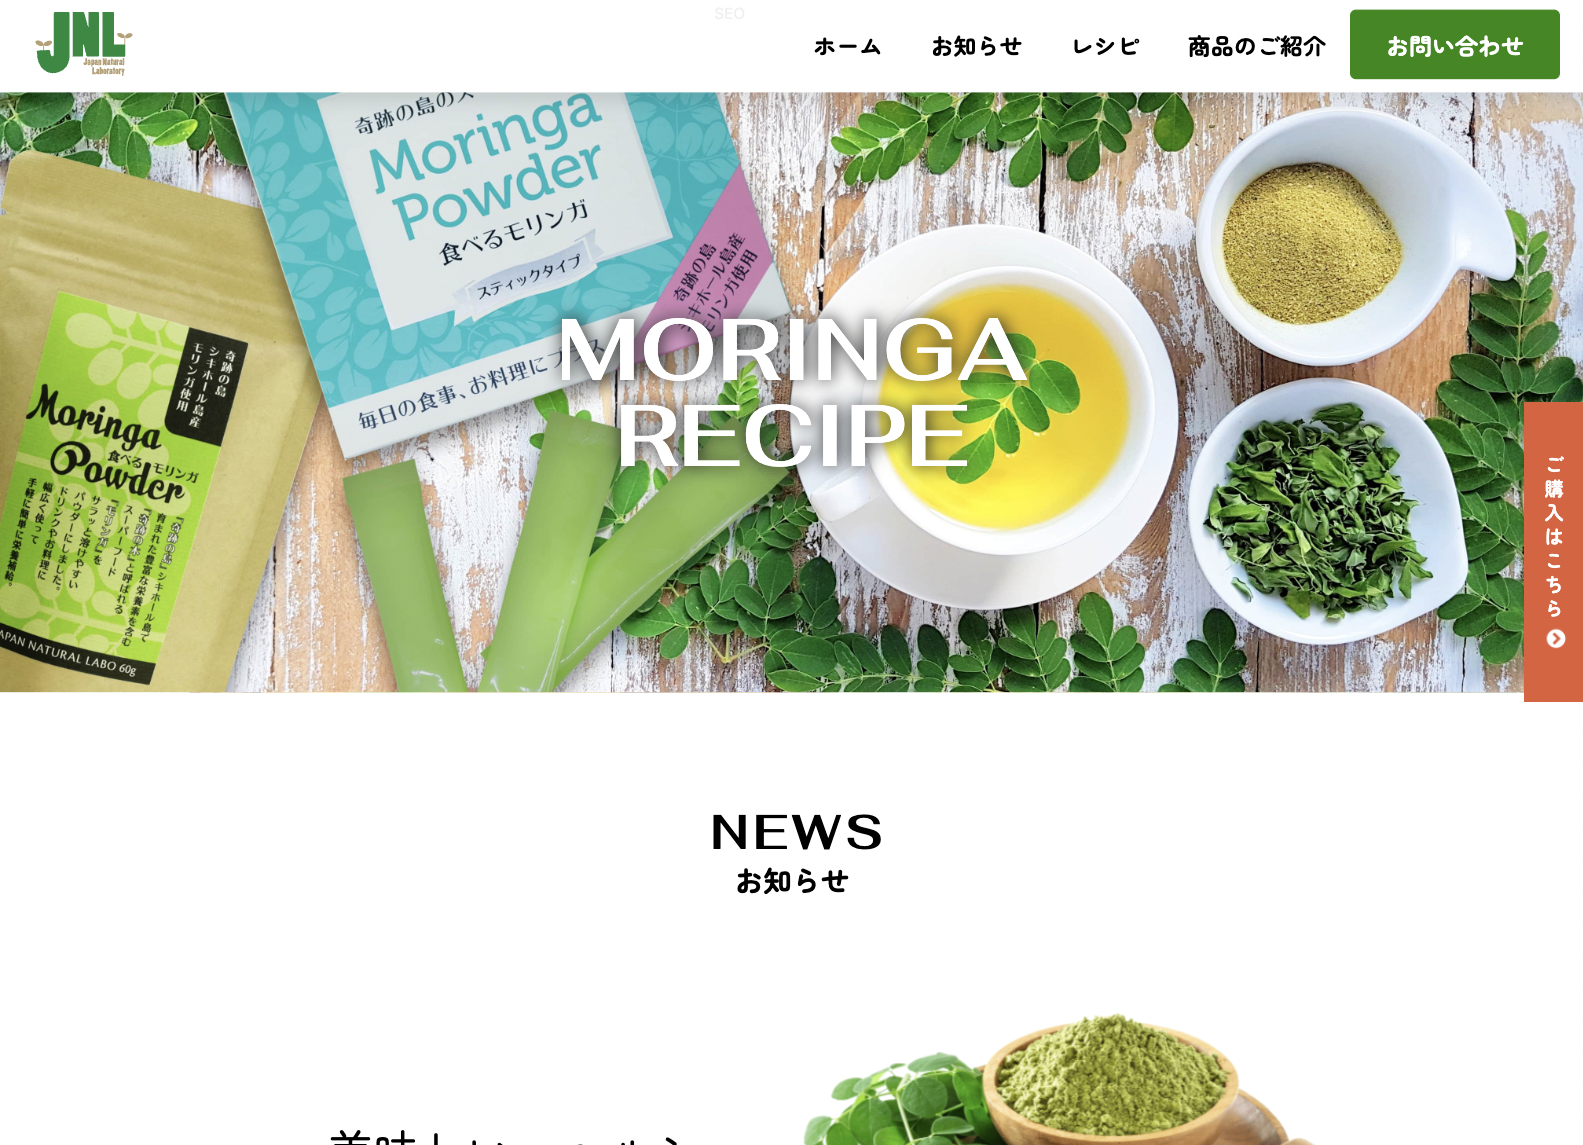 SEO
JNL
Japan Natural
Laboratory
ホーム
お知らせ
レシピ
商品のご紹介
お問い合わせ
奇跡の島のス
Moringa
Powder
食べるモリンガ
スティックタイプ
奇跡の島
シキホール島産
モリンガ使用
毎日の食事、お料理にプラス
奇跡の島
シキホール島産
モリンガ使用
Moringa
Powder
食べるモリンガ
『奇跡の島』シキホール島で
育まれた豊富な栄養素を含む
『奇跡の木』と呼ばれる
スーパーフード
『モリンガ』を
サラッと溶けやすい
パウダーにしました。
ドリンクやお料理に
幅広く使って
手軽に簡単に栄養補給。
JAPAN NATURAL LABO 60g
MORINGA
RECIPE
ご購入はこちら
NEWS
お知らせ